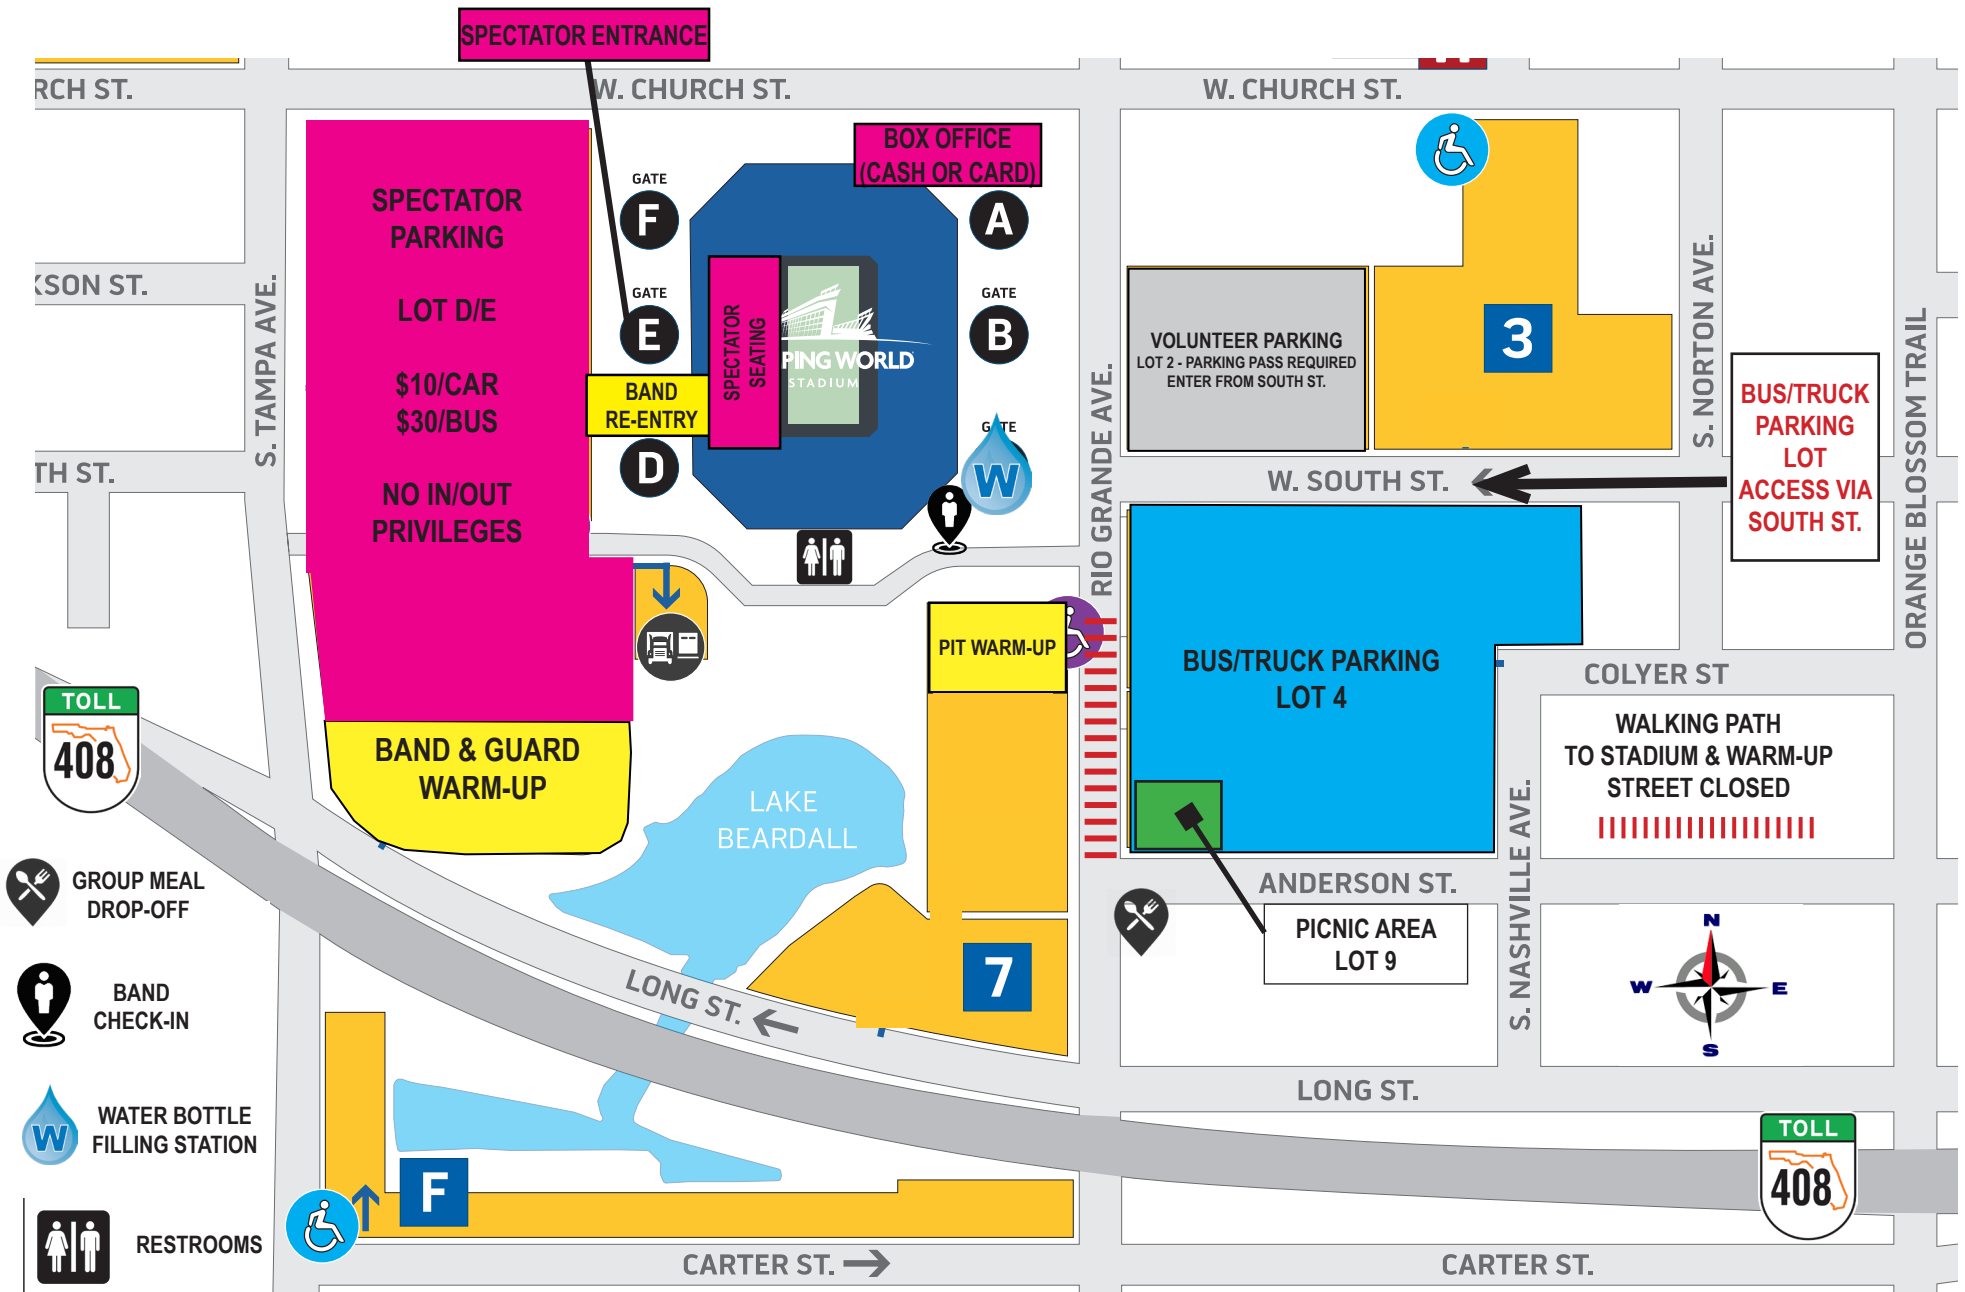 SPECTATOR ENTRANCE
RCH ST.
W. CHURCH ST.
W. CHURCH ST.
BOX OFFICE
(CASH OR CARD)
SPECTATOR
PARKING
LOT D/E
$10/CAR
$30/BUS
NO IN/OUT
PRIVILEGES
GATE
F
GATE
E
BAND
RE-ENTRY
D
GATE
A
GATE
B
GATE
W
SPECTATOR
SEATING
PING WORLD
STADIUM
KSON ST.
TH ST.
S. TAMPA AVE.
RIO GRANDE AVE.
VOLUNTEER PARKING
LOT 2 - PARKING PASS REQUIRED
ENTER FROM SOUTH ST.
3
S. NORTON AVE.
ORANGE BLOSSOM TRAIL
BUS/TRUCK
PARKING
LOT
ACCESS VIA
SOUTH ST.
W. SOUTH ST.
BUS/TRUCK PARKING
LOT 4
PIT WARM-UP
COLYER ST
WALKING PATH
TO STADIUM & WARM-UP
STREET CLOSED
TOLL
408
BAND & GUARD
WARM-UP
LAKE
BEARDALL
S. NASHVILLE AVE.
ANDERSON ST.
PICNIC AREA
LOT 9
7
LONG ST.
N
W
E
S
GROUP MEAL
DROP-OFF
BAND
CHECK-IN
W
WATER BOTTLE
FILLING STATION
RESTROOMS
F
LONG ST.
TOLL
408
CARTER ST.
CARTER ST.